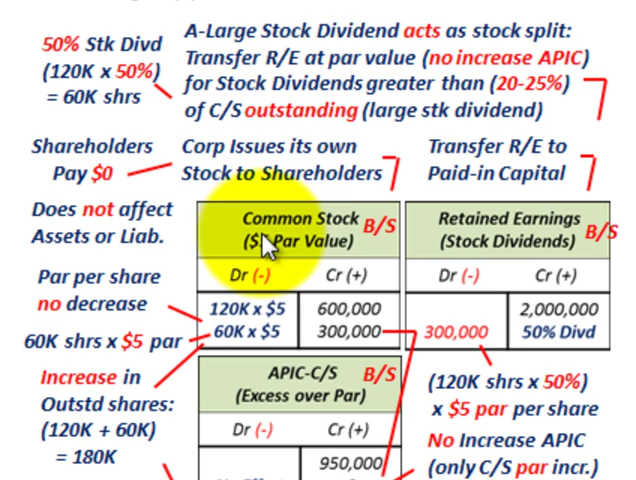 50% Stk Divd
(120K x 50%)
= 60K shrs
A-Large Stock Dividend acts as stock split:
Transfer R/E at par value (no increase APIC)
for Stock Dividends greater than (20-25%)
of C/S outstanding (large stk dividend)
Shareholders
Pay $0
Corp Issues its own
Stock to Shareholders
Transfer R/E to
Paid-in Capital
Does not affect
Assets or Liab.
Common Stock B/S
($5 Par Value)
Retained Earnings B/S
(Stock Dividends)
Dr (-) Cr (+)
Dr (-) Cr (+)
Par per share
no decrease
120K x $5 600,000
60K x $5 300,000
2,000,000
300,000 50% Divd
60K shrs x $5 par
Increase in
Outstd shares:
(120K + 60K)
= 180K
APIC-C/S B/S
(Excess over Par)
Dr (-) Cr (+)
950,000
(120K shrs x 50%)
x $5 par per share
No Increase APIC
(only C/S par incr.)